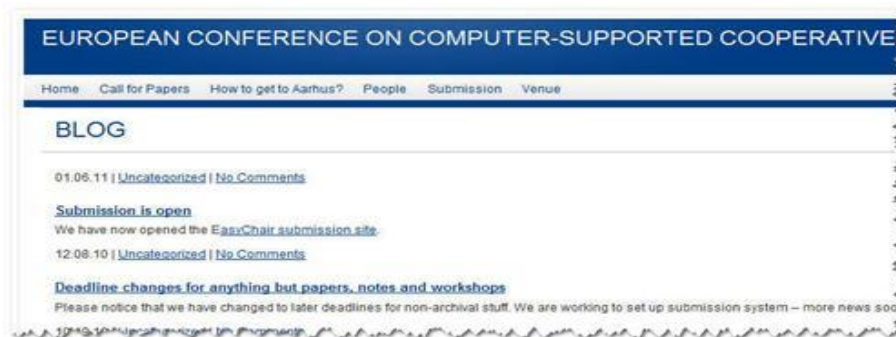 EUROPEAN CONFERENCE ON COMPUTER-SUPPORTED COOPERATIVE
Home Call for Papers How to get to Aarhus? People Submission Venue
BLOG
01.06.11 | Uncategorized | No Comments
Submission is open
We have now opened the EasyChair submission site.
12.08.10 | Uncategorized | No Comments
Deadline changes for anything but papers, notes and workshops
Please notice that we have changed to later deadlines for non-archival stuff. We are working to set up submission system – more news